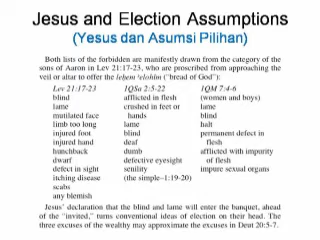 Jesus and Election Assumptions
(Yesus dan Asumsi Pilihan)
Both lists of the forbidden are manifestly drawn from the category of the
sons of Aaron in Lev 21:17-23, who are proscribed from approaching the
veil or altar to offer the leḥem ʾelohîm (“bread of God”):
Lev 21:17-23 1QSa 2:5-22 1QM 7:4-6
blind afflicted in flesh (women and boys)
lame crushed in feet or lame
mutilated face hands blind
limb too long lame halt
injured foot blind permanent defect in
injured hand deaf flesh
hunchback dumb afflicted with impurity
dwarf defective eyesight of flesh
defect in sight senility impure sexual organs
itching disease (the simple–1:19-20)
scabs
any blemish
Jesus’ declaration that the blind and lame will enter the banquet, ahead
of the “invited,” turns conventional ideas of election on their head. The
three excuses of the wealthy may approximate the excuses in Deut 20:5-7.